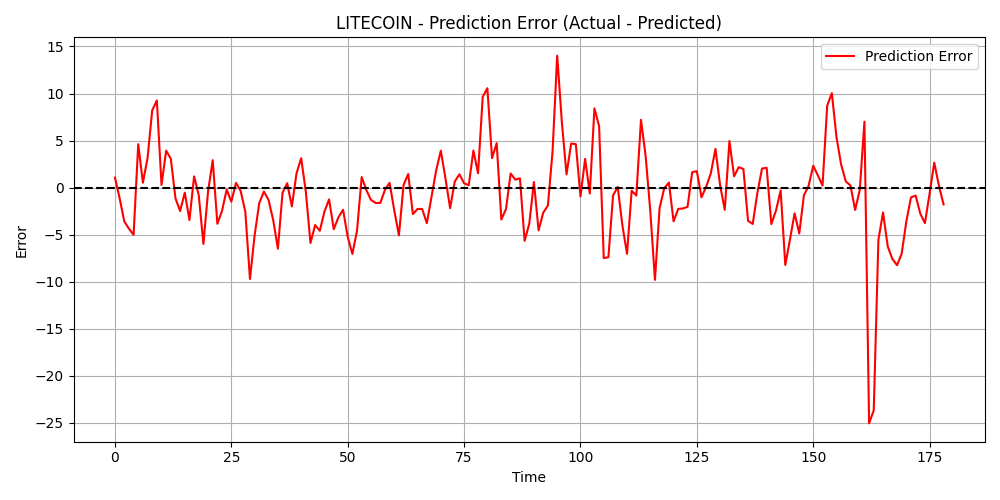 LITECOIN - Prediction Error (Actual - Predicted)
Prediction Error
Error
15
10
5
0
−5
−10
−15
−20
−25
0 25 50 75 100 125 150 175
Time